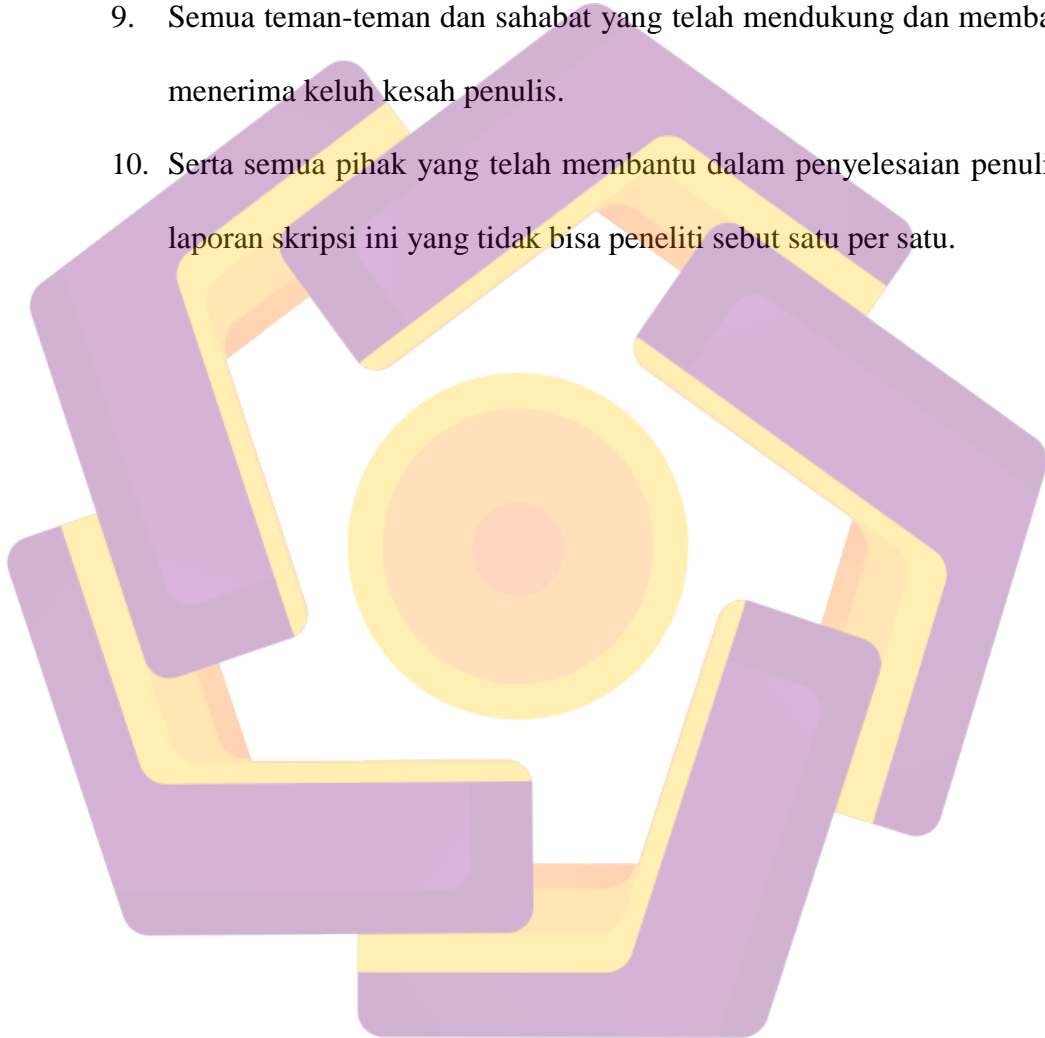 9. Semua teman-teman dan sahabat yang telah mendukung dan memba
menerima keluh kesah penulis.
10. Serta semua pihak yang telah membantu dalam penyelesaian penuli
laporan skripsi ini yang tidak bisa peneliti sebut satu per satu.